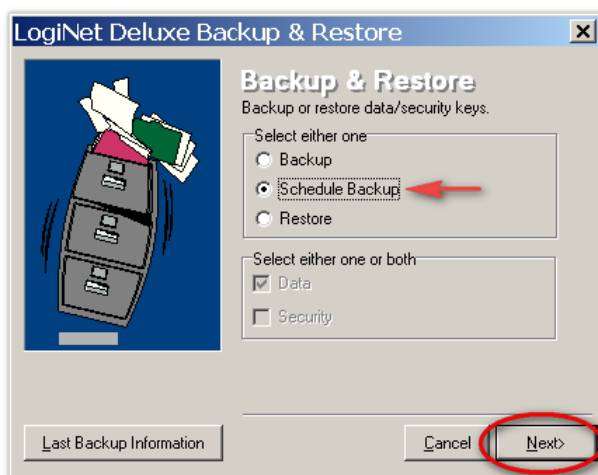 LogiNet Deluxe Backup & Restore
Backup & Restore
Backup or restore data/security keys.
Select either one
Backup
Schedule Backup
Restore
Select either one or both
Data
Security
Last Backup Information
Cancel
Next>